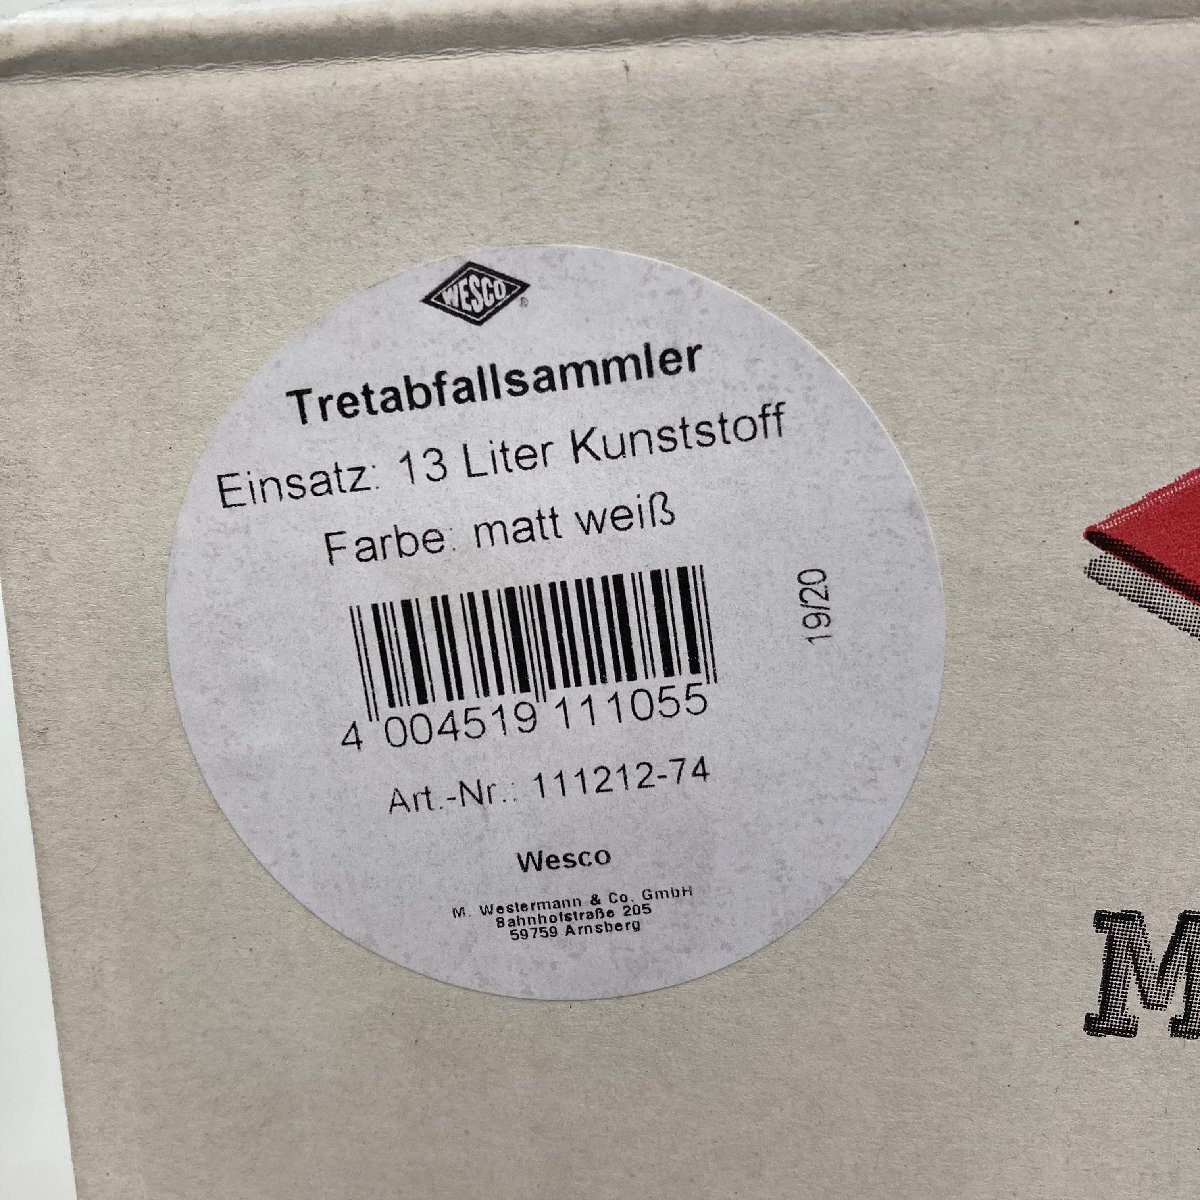 WESCO®
Tretabfallsammler
Einsatz: 13 Liter Kunststoff
Farbe: matt weiß
19/20
4 004519 111055
Art.-Nr.: 111212-74
Wesco
M. Westermann & Co. GmbH
Bahnhofstraße 205
59759 Arnsberg
M